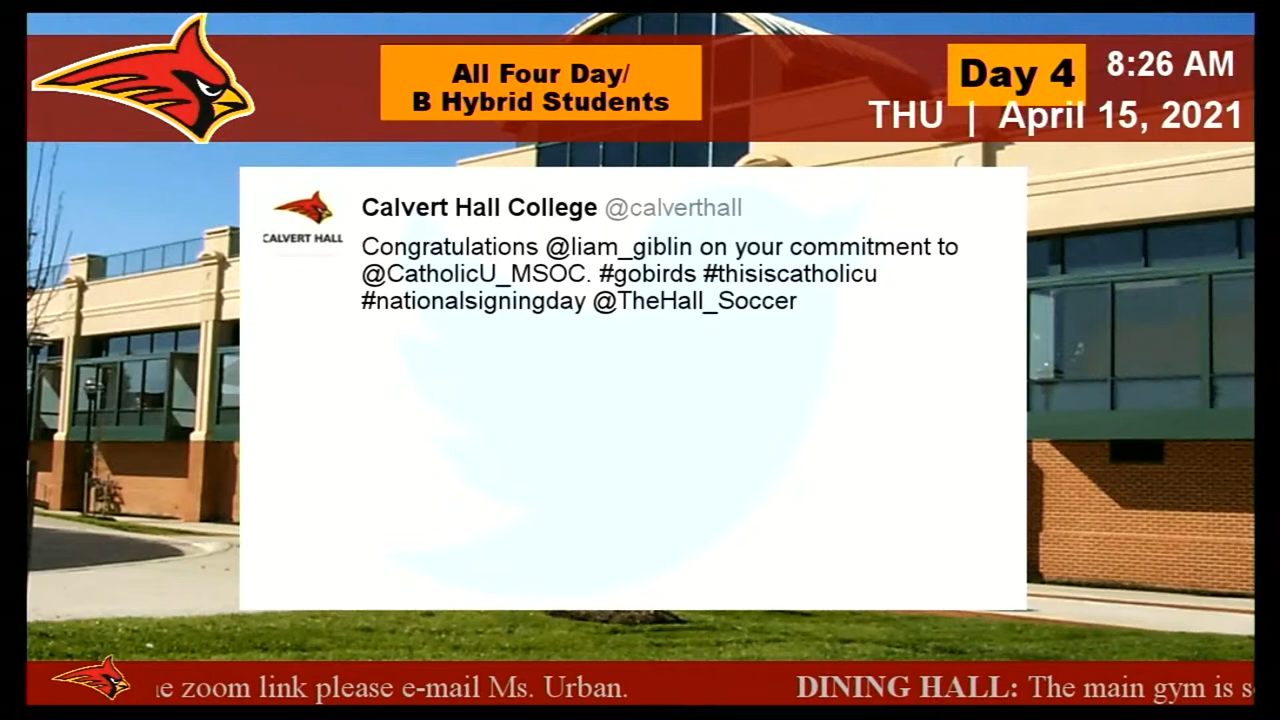 All Four Day/
B Hybrid Students
Day 4
8:26 AM
THU | April 15, 2021
CALVERT HALL
Calvert Hall College @calverthall
Congratulations @liam_giblin on your commitment to
@CatholicU_MSOC. #gobirds #thisiscatholicu
#nationalsigningday @TheHall_Soccer
zoom link please e-mail Ms. Urban. DINING HALL: The main gym is